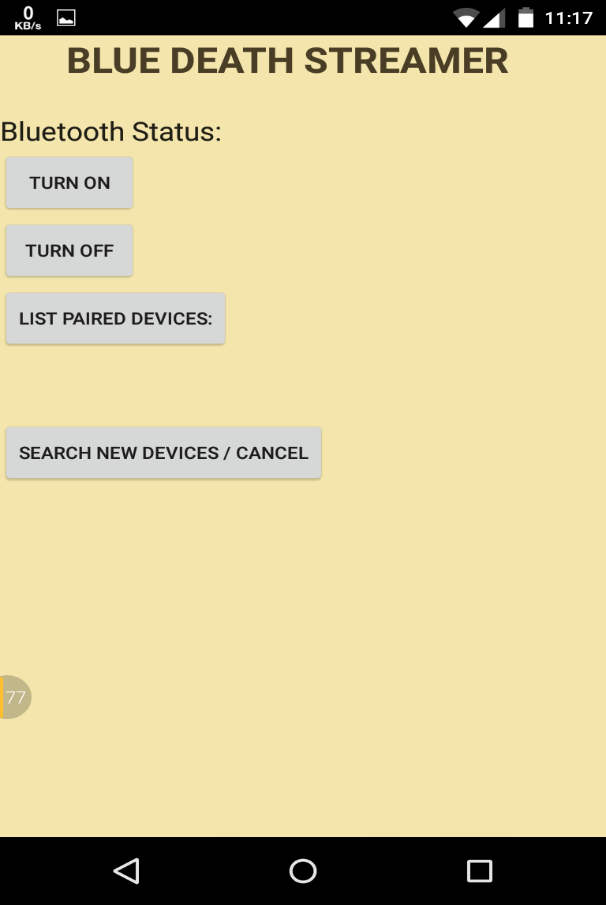 0
KB/s
11:17
BLUE DEATH STREAMER
Bluetooth Status:
TURN ON
TURN OFF
LIST PAIRED DEVICES:
SEARCH NEW DEVICES / CANCEL
77